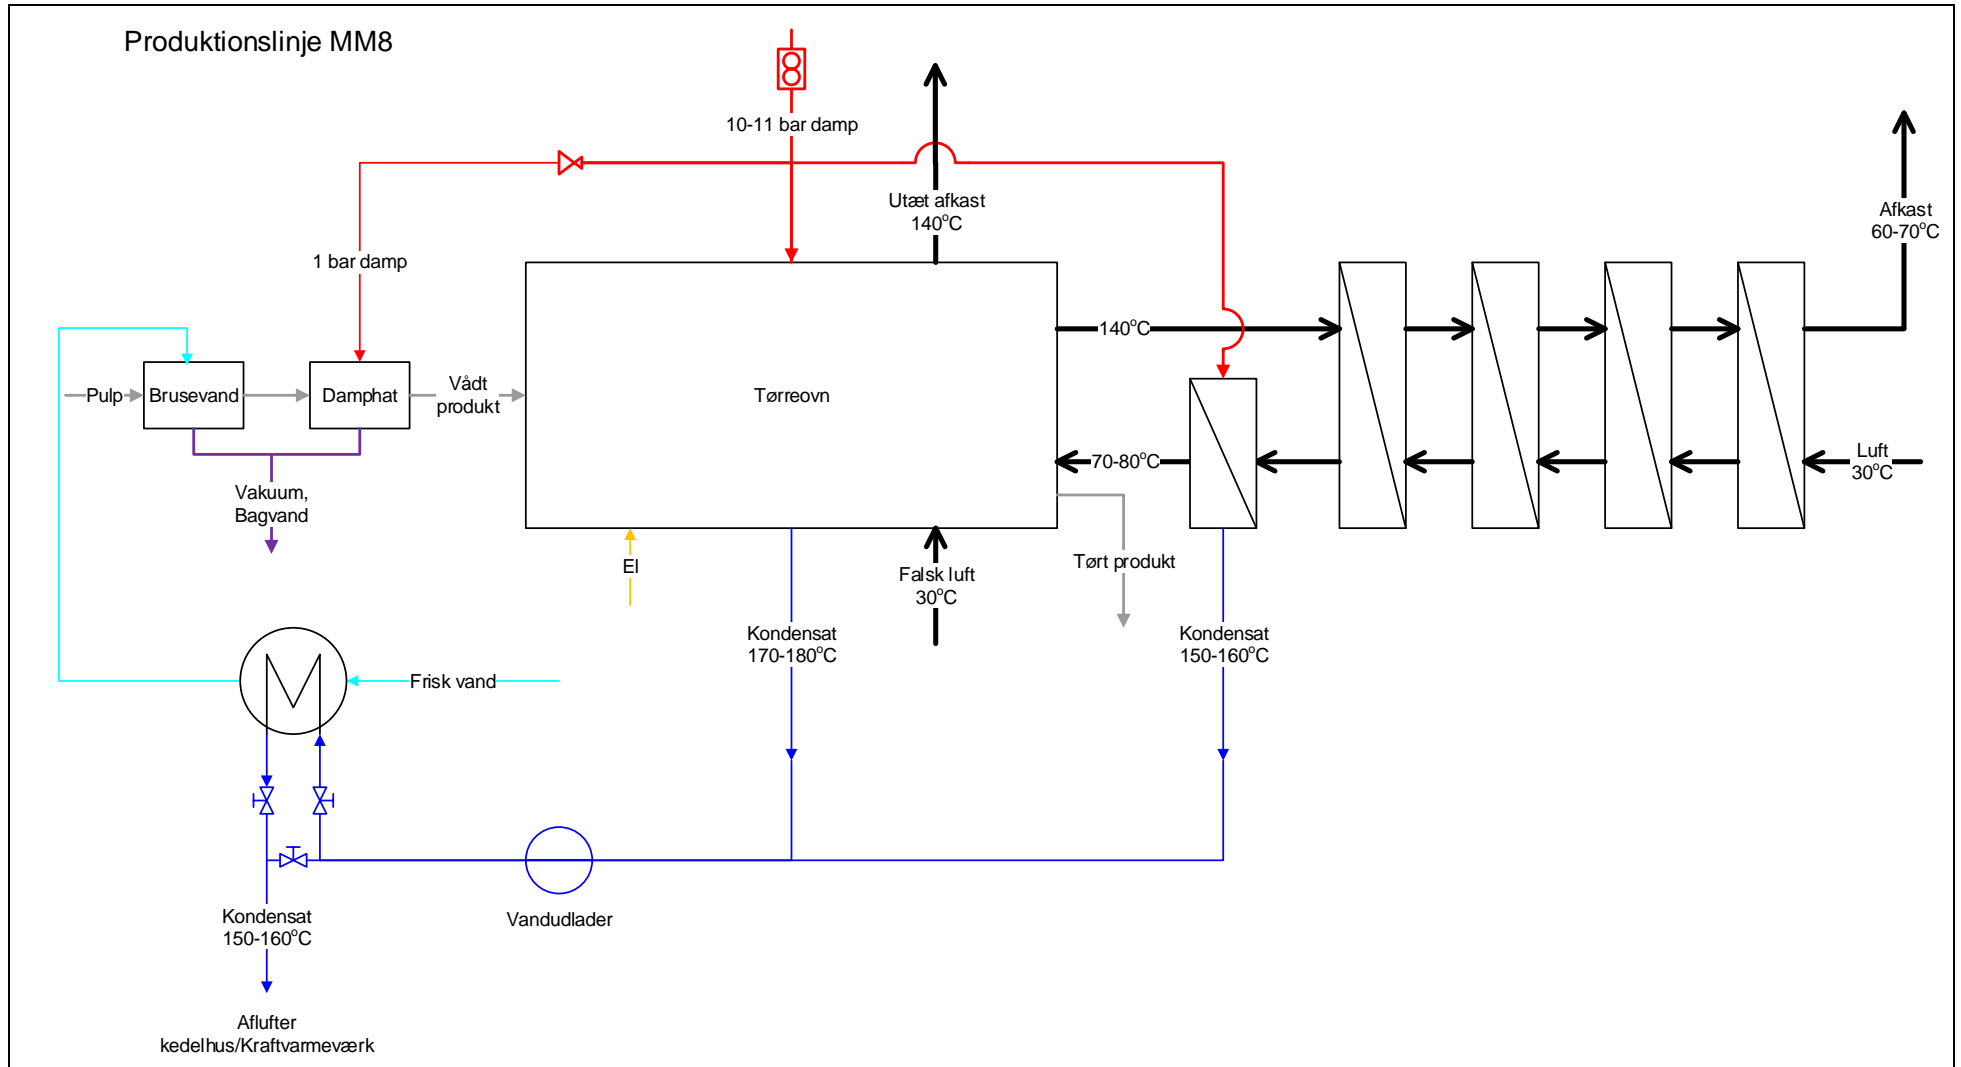 Produktionslinje MM8
10-11 bar damp
Utæt afkast
140°C
Afkast
60-70°C
1 bar damp
140°C
Pulp
Brusevand
Damphat
Vådt
produkt
Tørreovn
70-80°C
Luft
30°C
Vakuum,
Bagvand
El
Falsk luft
30°C
Tørt produkt
Kondensat
170-180°C
Kondensat
150-160°C
Frisk vand
Vandudlader
Kondensat
150-160°C
Aflufter
kedelhus/Kraftvarmeværk